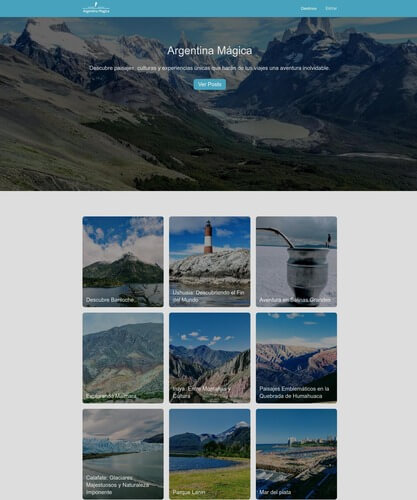 Argentina Mágica
Destinos
Entrar
Argentina Mágica
Descubre paisajes, culturas y experiencias únicas que harán de tus viajes una aventura inolvidable.
Ver Posts
Descubre Bariloche
Ushuaia: Descubriendo el Fin
del Mundo
Aventura en Salinas Grandes
Explorando Maimará
Iruya: Entre Montañas y
Cultura
Paisajes Emblemáticos en la
Quebrada de Humahuaca
Calafate: Glaciares
Majestuosos y Naturaleza
Imponente
Parque Lanin
Mar del plata